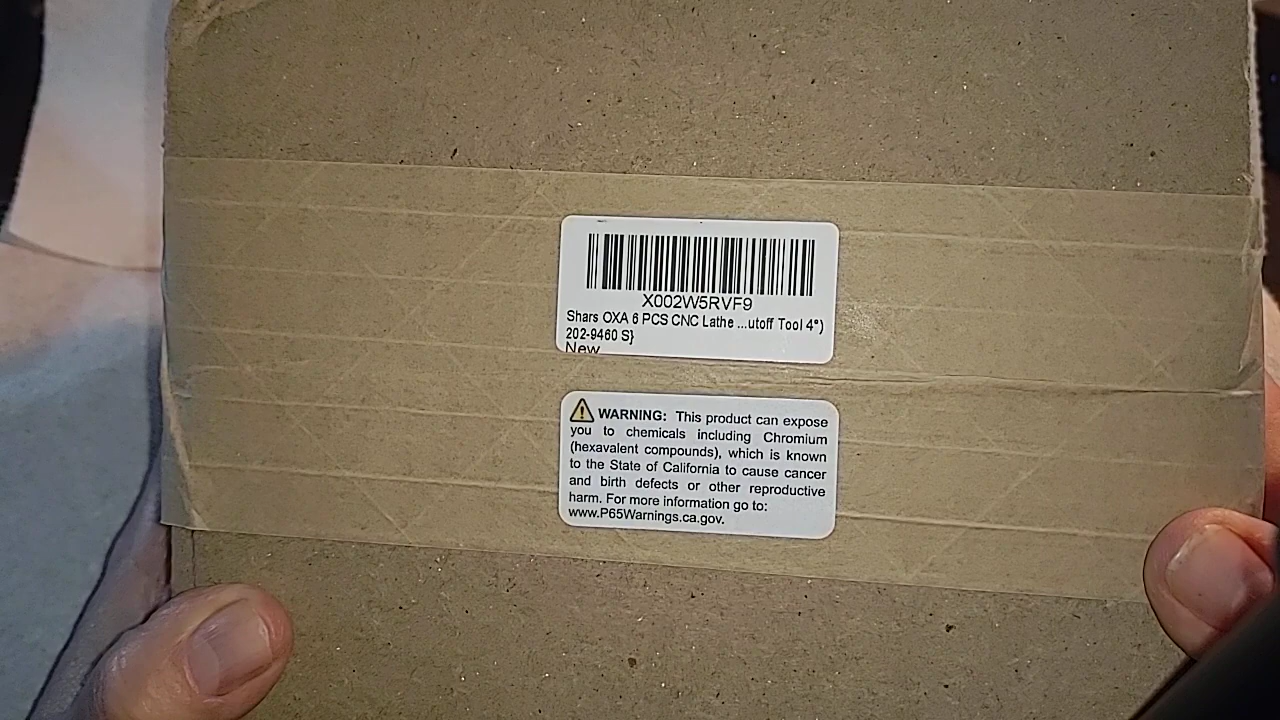 X002W5RVF9
Shars OXA 6 PCS CNC Lathe ...utoff Tool 4")
202-9460 S}
New
WARNING: This product can expose
you to chemicals including Chromium
(hexavalent compounds), which is known
to the State of California to cause cancer
and birth defects or other reproductive
harm. For more information go to:
www.P65Warnings.ca.gov.